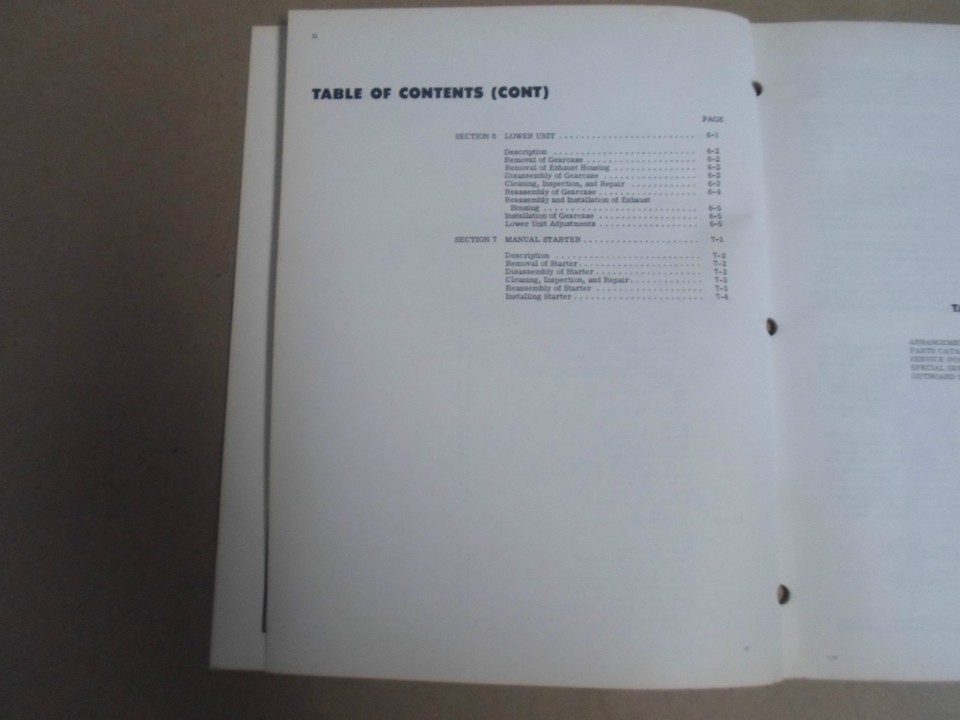 TABLE OF CONTENTS (CONT)
PAGE
SECTION 6 LOWER UNIT . . . . . . . . . . . . . . . . . . . . . . . . 6-1
Description . . . . . . . . . . . . . . . . . . . . . . . . 6-2
Removal of Gearcase . . . . . . . . . . . . . . . . . . . 6-2
Removal of Exhaust Housing . . . . . . . . . . . . . . 6-2
Disassembly of Gearcase . . . . . . . . . . . . . . . . 6-2
Cleaning, Inspection, and Repair . . . . . . . . . . . 6-3
Reassembly of Gearcase . . . . . . . . . . . . . . . . . 6-4
Reassembly and Installation of Exhaust
Housing . . . . . . . . . . . . . . . . . . . . . . . . . . 6-5
Installation of Gearcase . . . . . . . . . . . . . . . . . 6-5
Lower Unit Adjustments . . . . . . . . . . . . . . . . . 6-5
SECTION 7 MANUAL STARTER . . . . . . . . . . . . . . . . . . . . 7-1
Description . . . . . . . . . . . . . . . . . . . . . . . . 7-2
Removal of Starter . . . . . . . . . . . . . . . . . . . . 7-2
Disassembly of Starter . . . . . . . . . . . . . . . . . . 7-2
Cleaning, Inspection, and Repair . . . . . . . . . . . . 7-3
Reassembly of Starter . . . . . . . . . . . . . . . . . . 7-3
Installing Starter . . . . . . . . . . . . . . . . . . . . . 7-4
PARTS
SERVICE
SPECIAL
OUTBOARD